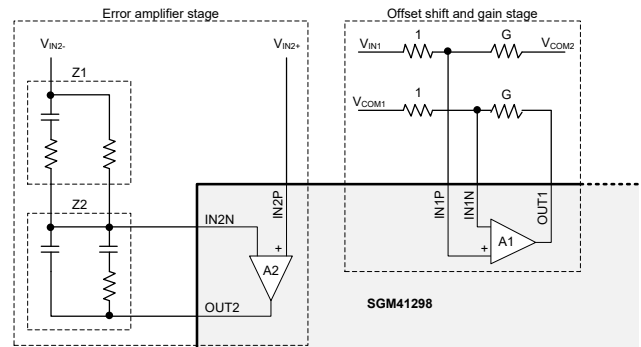 Error amplifier stage
Offset shift and gain stage
VIN2-
VIN2+
Z1
VIN1
1
G
VCOM2
VCOM1
1
G
Z2
IN2N
IN2P
IN1P
IN1N
OUT1
+
A2
+
A1
OUT2
SGM41298